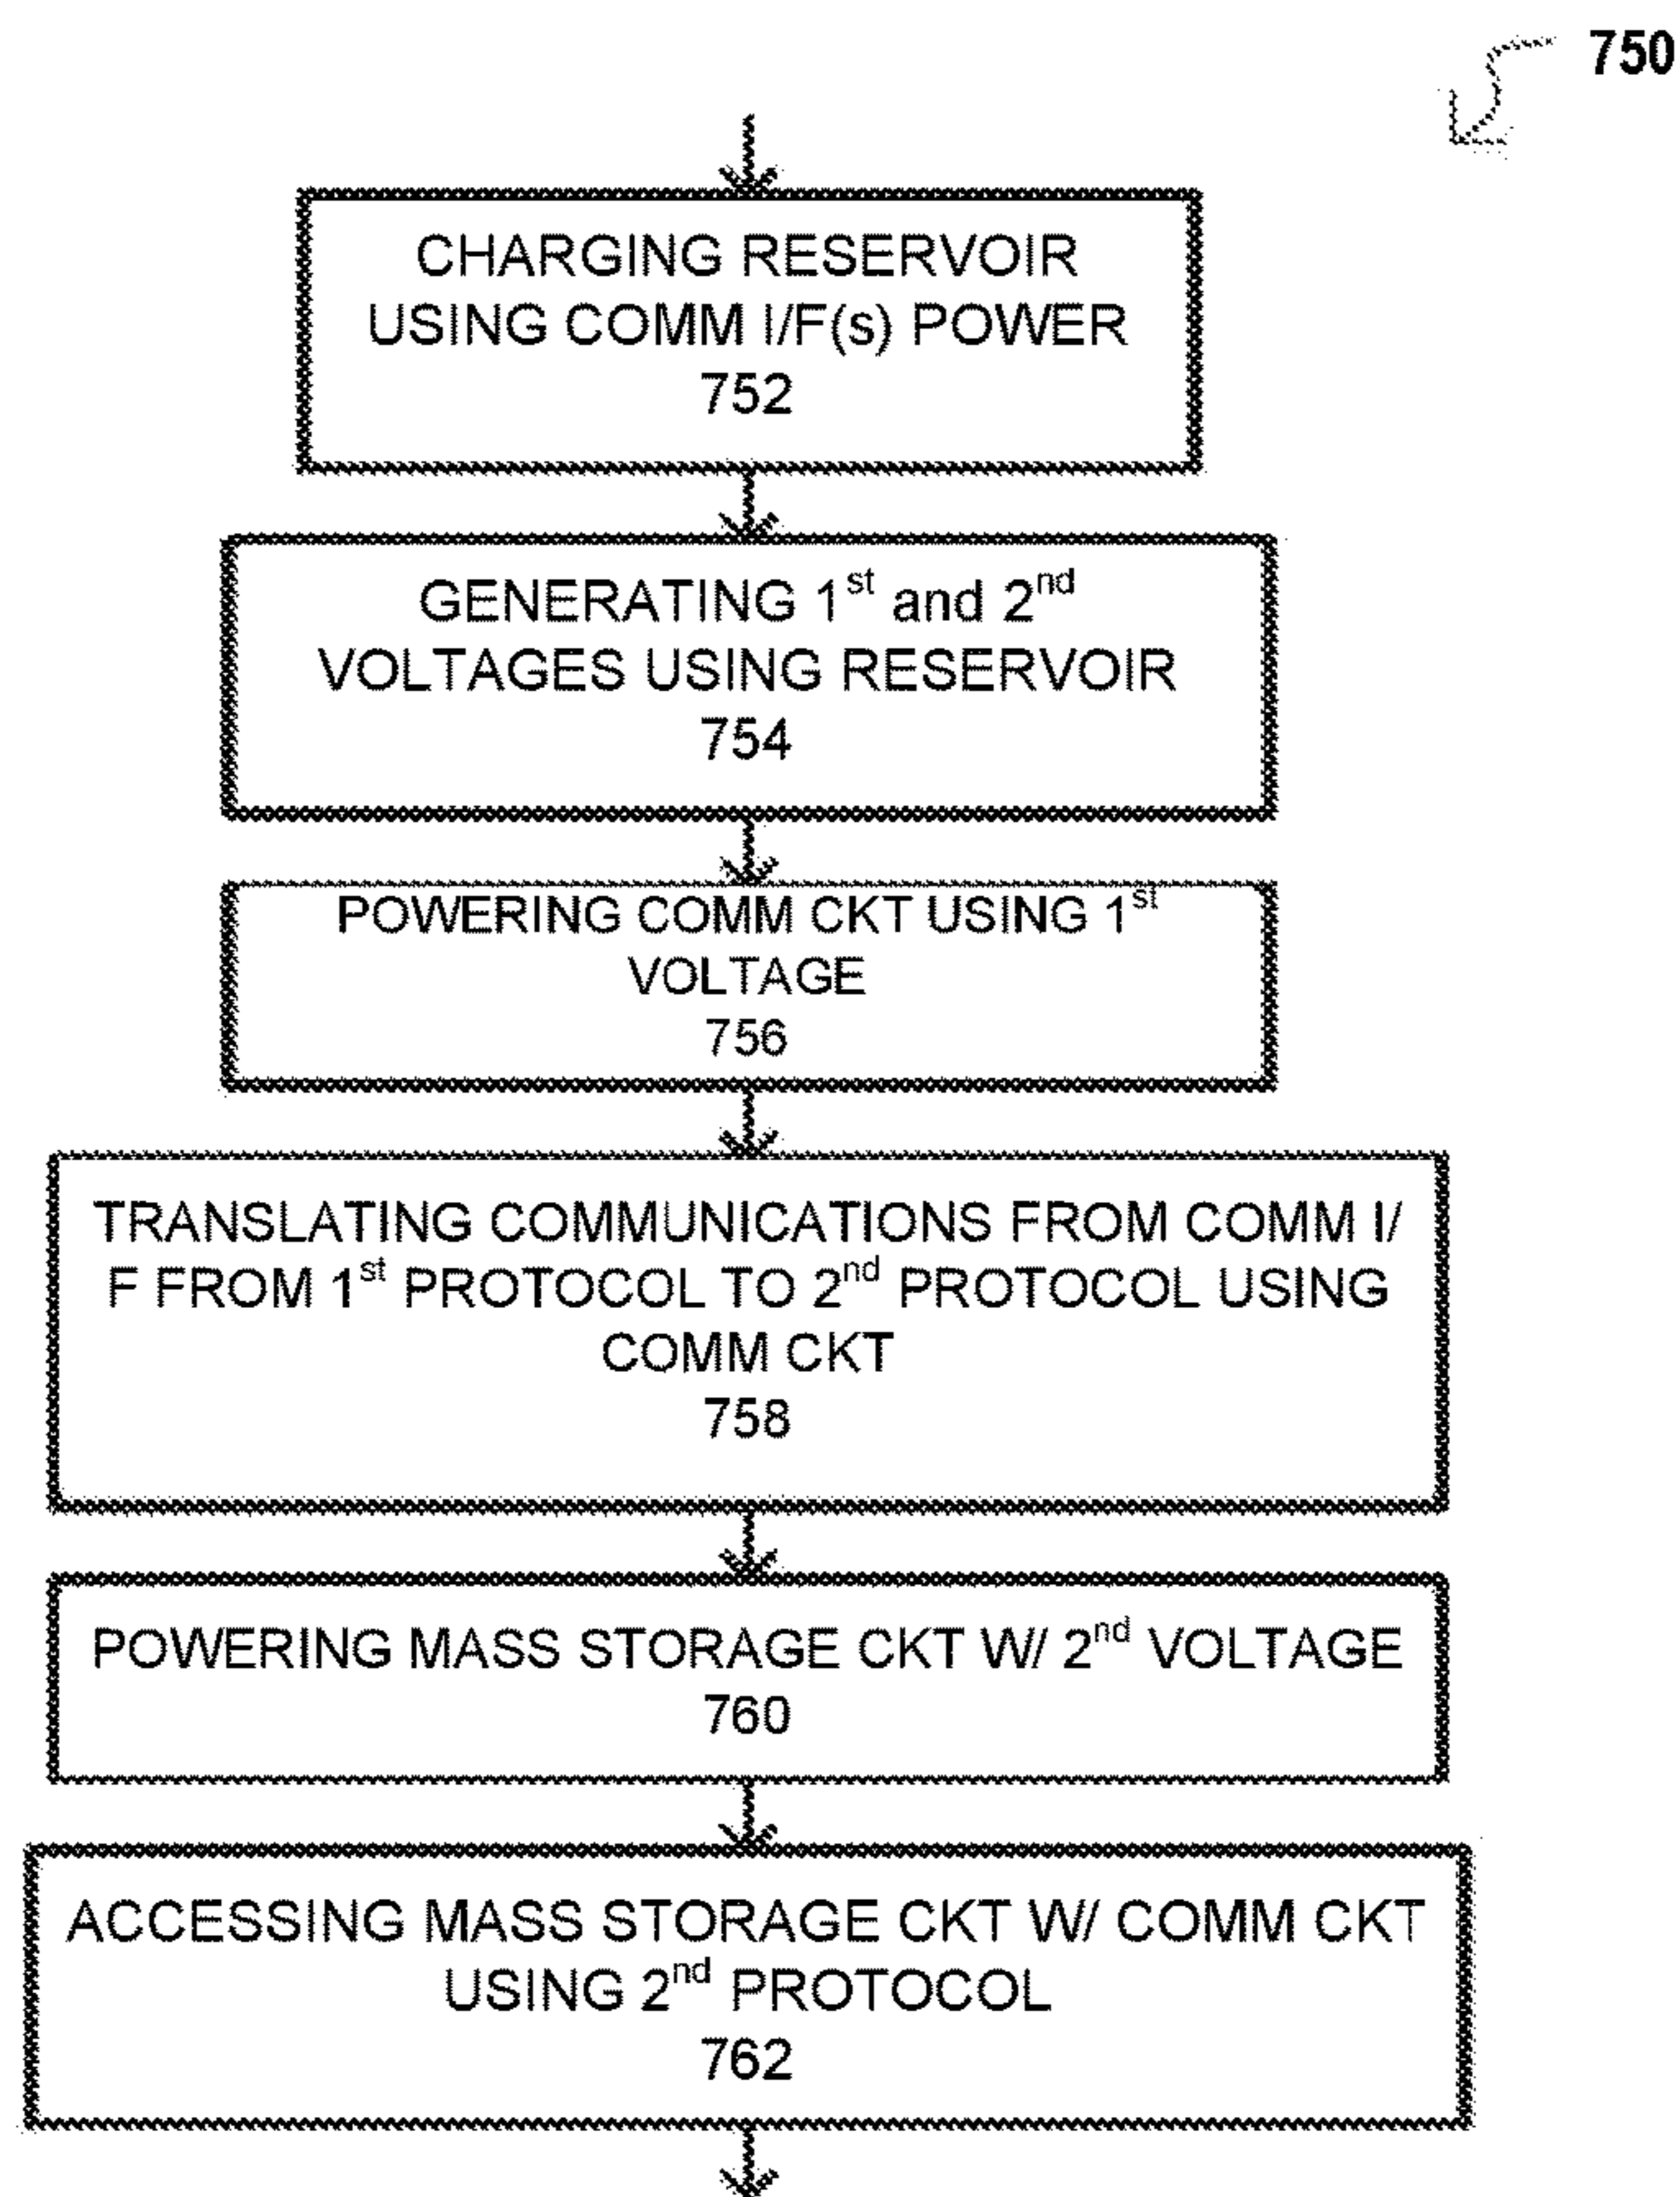 750
CHARGING RESERVOIR
USING COMM I/F(s) POWER
752
GENERATING 1st and 2nd
VOLTAGES USING RESERVOIR
754
POWERING COMM CKT USING 1st
VOLTAGE
756
TRANSLATING COMMUNICATIONS FROM COMM I/
F FROM 1st PROTOCOL TO 2nd PROTOCOL USING
COMM CKT
758
POWERING MASS STORAGE CKT W/ 2nd VOLTAGE
760
ACCESSING MASS STORAGE CKT W/ COMM CKT
USING 2nd PROTOCOL
762